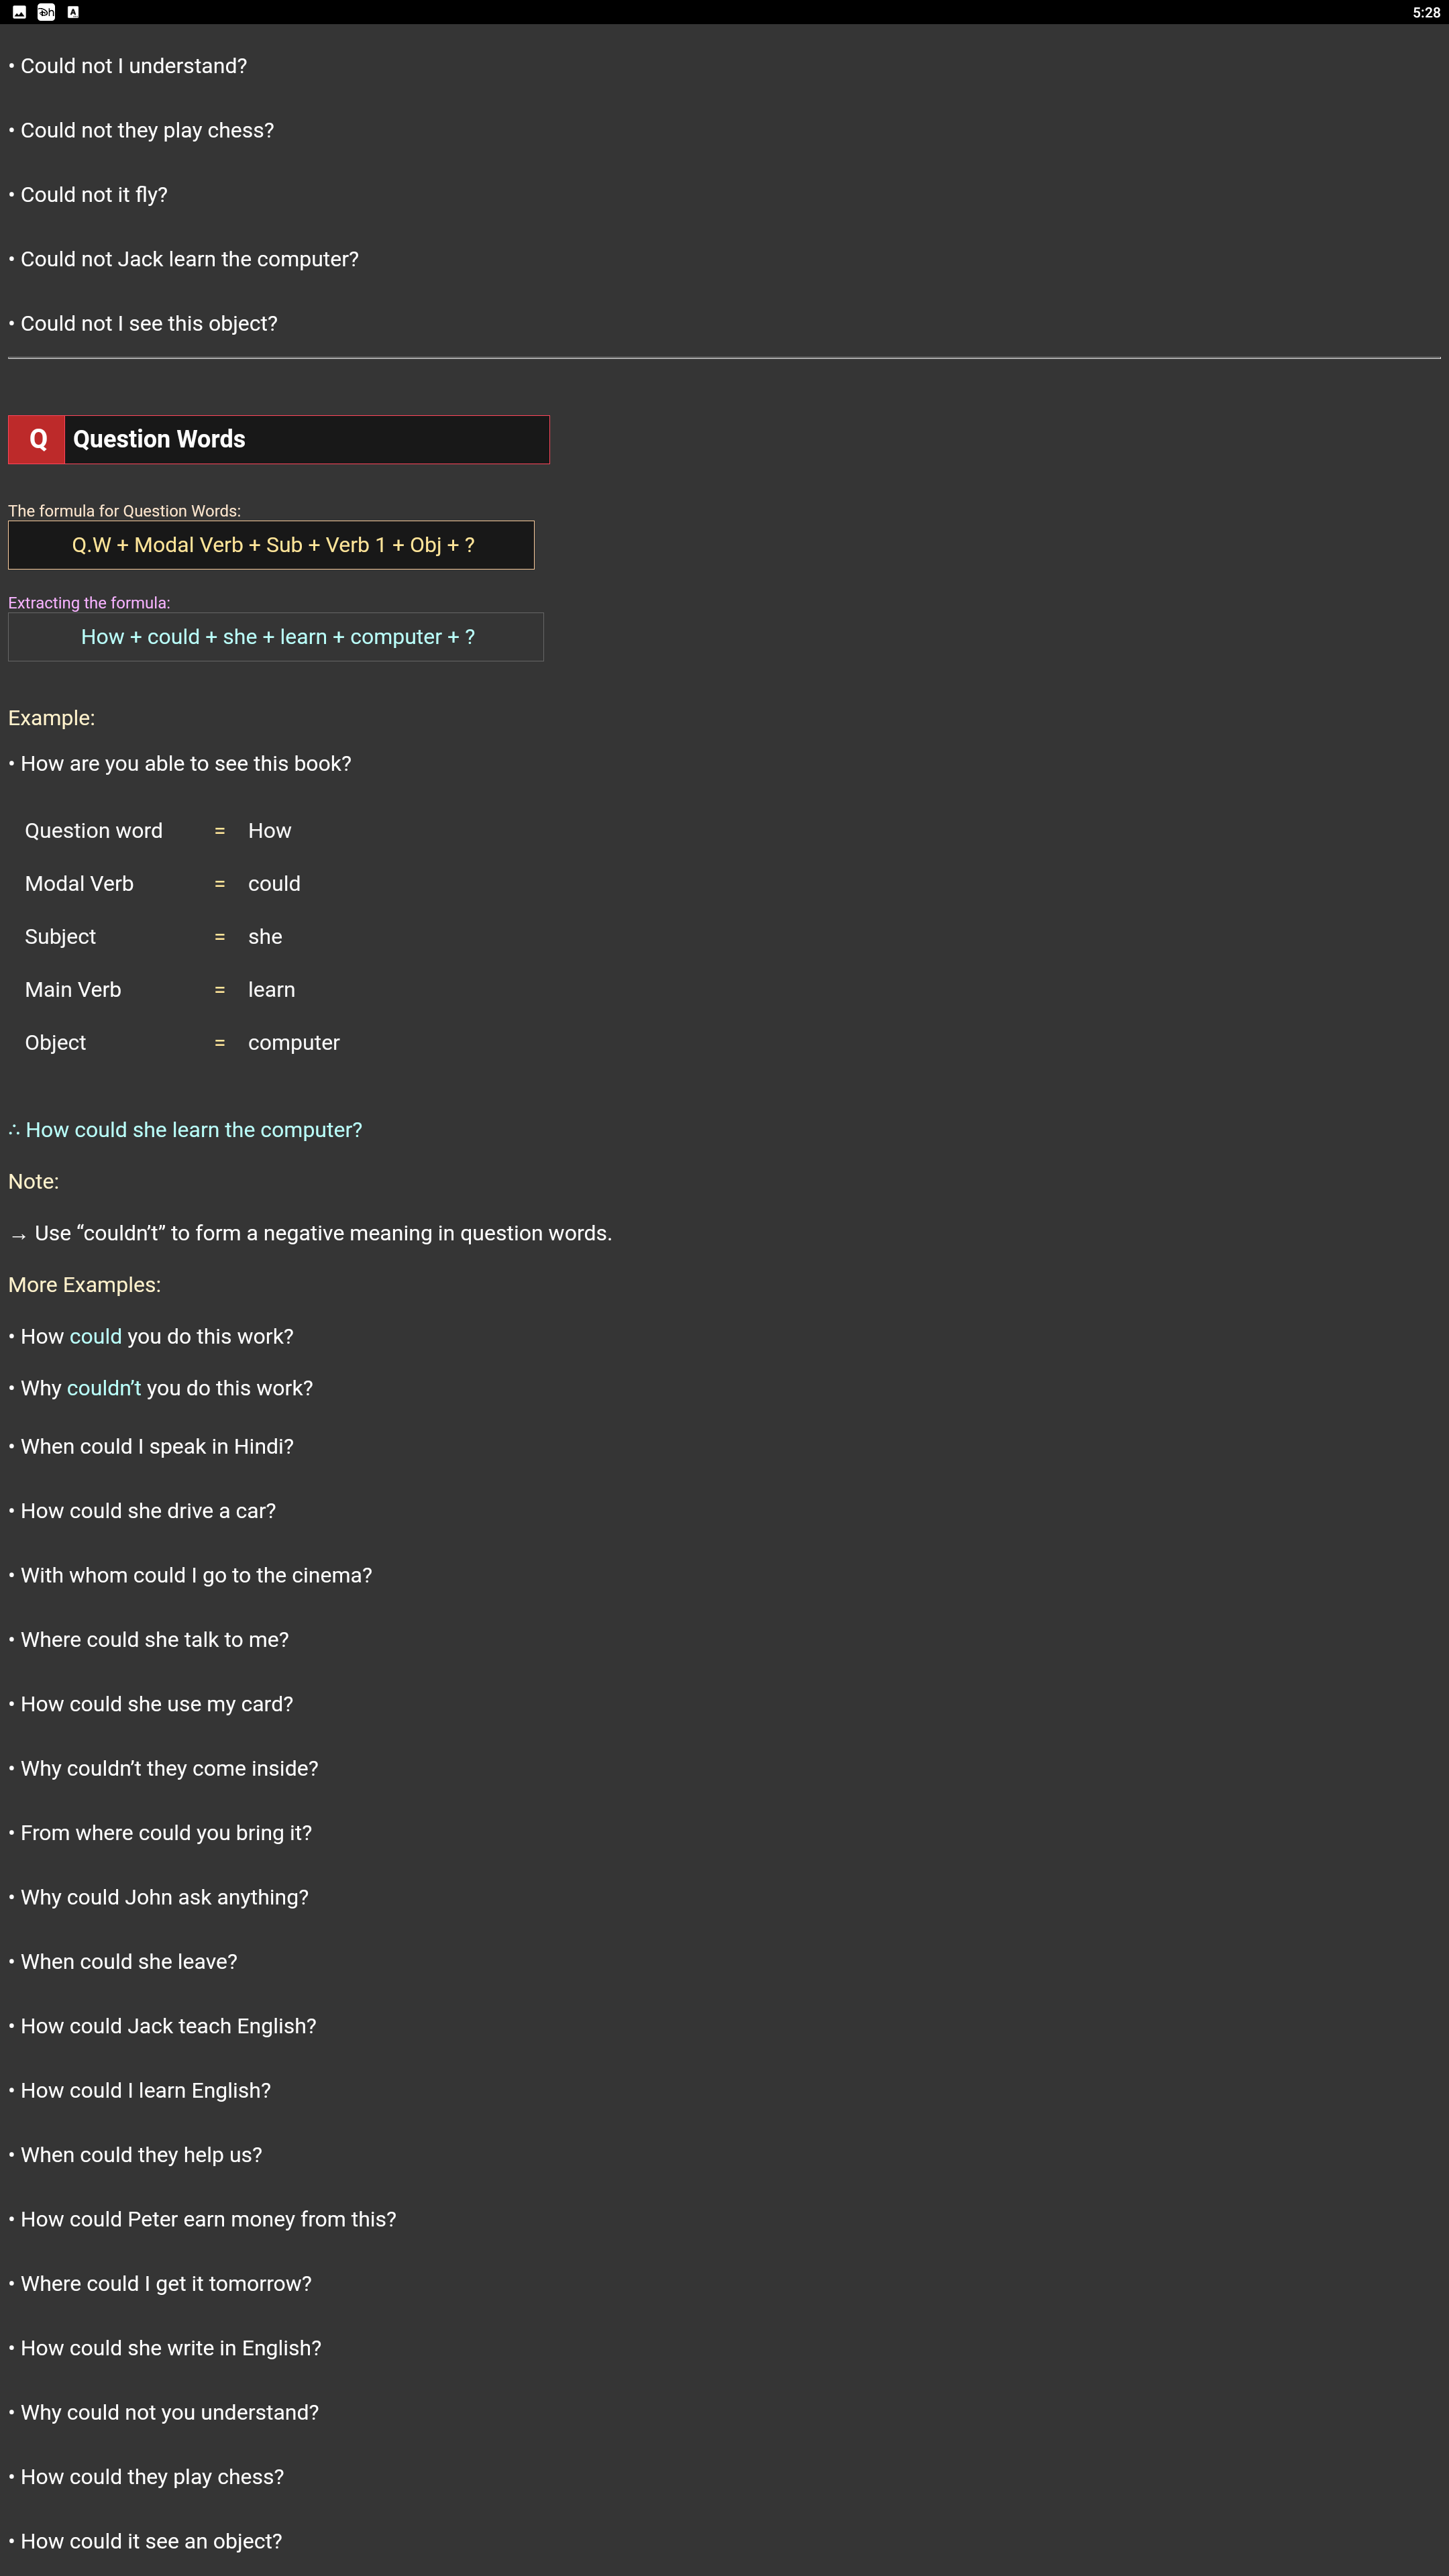 5:28
• Could not I understand?
• Could not they play chess?
• Could not it fly?
• Could not Jack learn the computer?
• Could not I see this object?
Q Question Words
The formula for Question Words:
Q.W + Modal Verb + Sub + Verb 1 + Obj + ?
Extracting the formula:
How + could + she + learn + computer + ?
Example:
• How are you able to see this book?
Question word = How
Modal Verb = could
Subject = she
Main Verb = learn
Object = computer
∴ How could she learn the computer?
Note:
→ Use “couldn’t” to form a negative meaning in question words.
More Examples:
• How could you do this work?
• Why couldn’t you do this work?
• When could I speak in Hindi?
• How could she drive a car?
• With whom could I go to the cinema?
• Where could she talk to me?
• How could she use my card?
• Why couldn’t they come inside?
• From where could you bring it?
• Why could John ask anything?
• When could she leave?
• How could Jack teach English?
• How could I learn English?
• When could they help us?
• How could Peter earn money from this?
• Where could I get it tomorrow?
• How could she write in English?
• Why could not you understand?
• How could they play chess?
• How could it see an object?